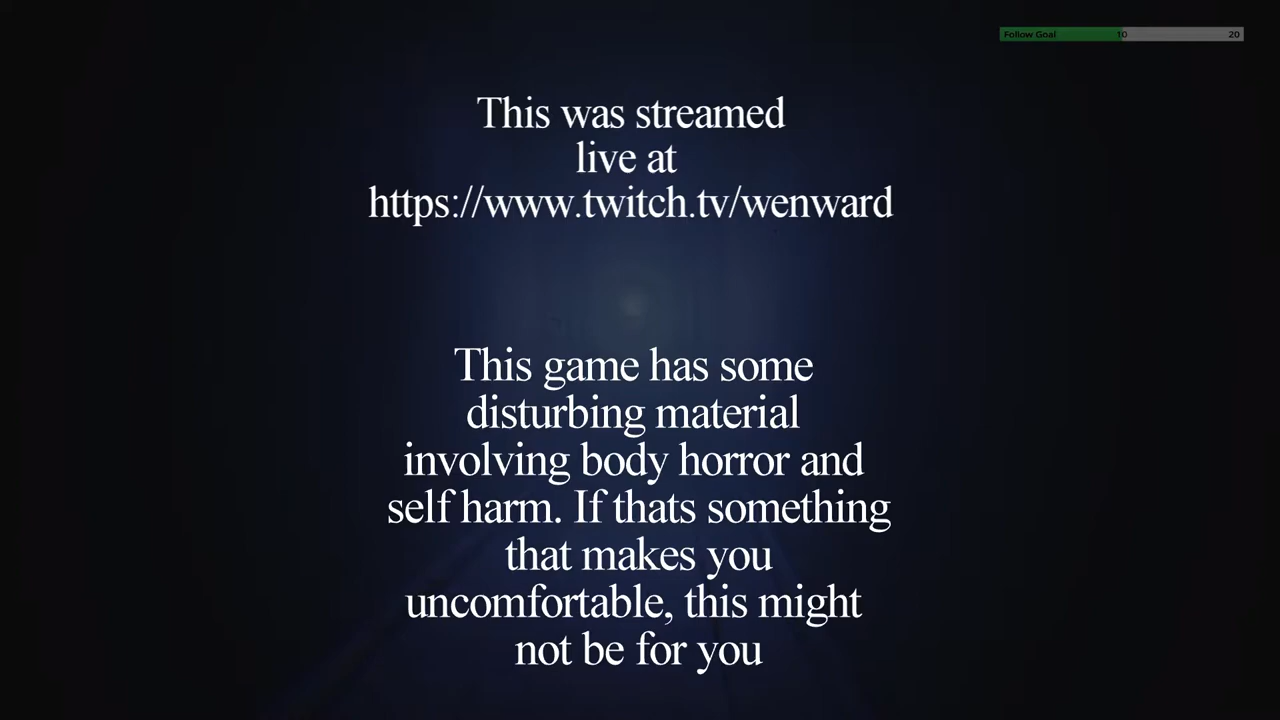 Follow Goal 10 20
This was streamed
live at
https://www.twitch.tv/wenward
This game has some
disturbing material
involving body horror and
self harm. If thats something
that makes you
uncomfortable, this might
not be for you